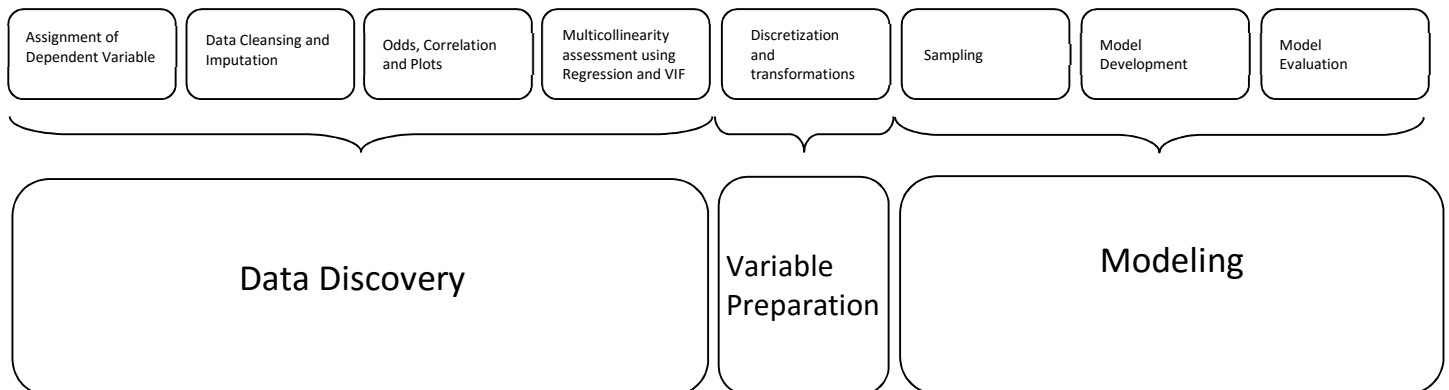 Assignment of
Dependent Variable
Data Cleansing and
Imputation
Odds, Correlation
and Plots
Multicollinearity
assessment using
Regression and VIF
Discretization
and
transformations
Sampling
Model
Development
Model
Evaluation
Data Discovery
Variable
Preparation
Modeling